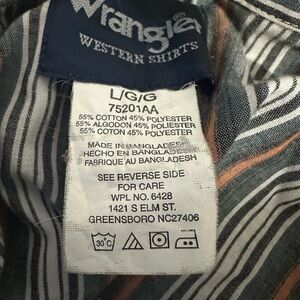 Wrangler
WESTERN SHIRTS
L/G/G
75201AA
55% COTTON 45% POLYESTER
55% ALGODON 45% POLIESTER
55% COTON 45% POLYESTER
MADE IN BANGLADESH
HECHO EN BANGLADESH
FABRIQUE AU BANGLADESH
SEE REVERSE SIDE
FOR CARE
WPL NO. 6428
1421 S ELM ST.
GREENSBORO NC27406
30°C